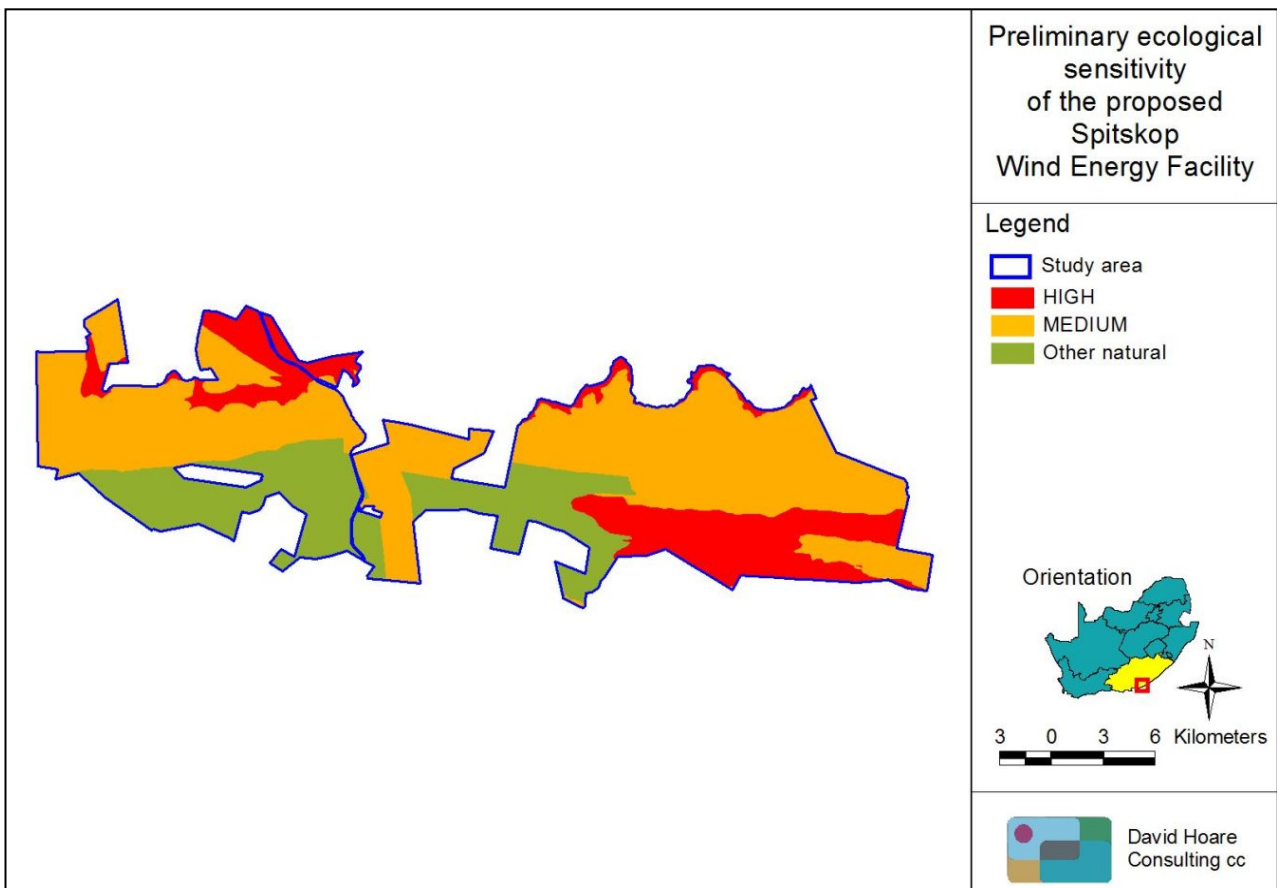 Preliminary ecological
sensitivity
of the proposed
Spitskop
Wind Energy Facility
Legend
Study area
HIGH
MEDIUM
Other natural
Orientation
N
3 0 3 6 Kilometers
David Hoare
Consulting cc